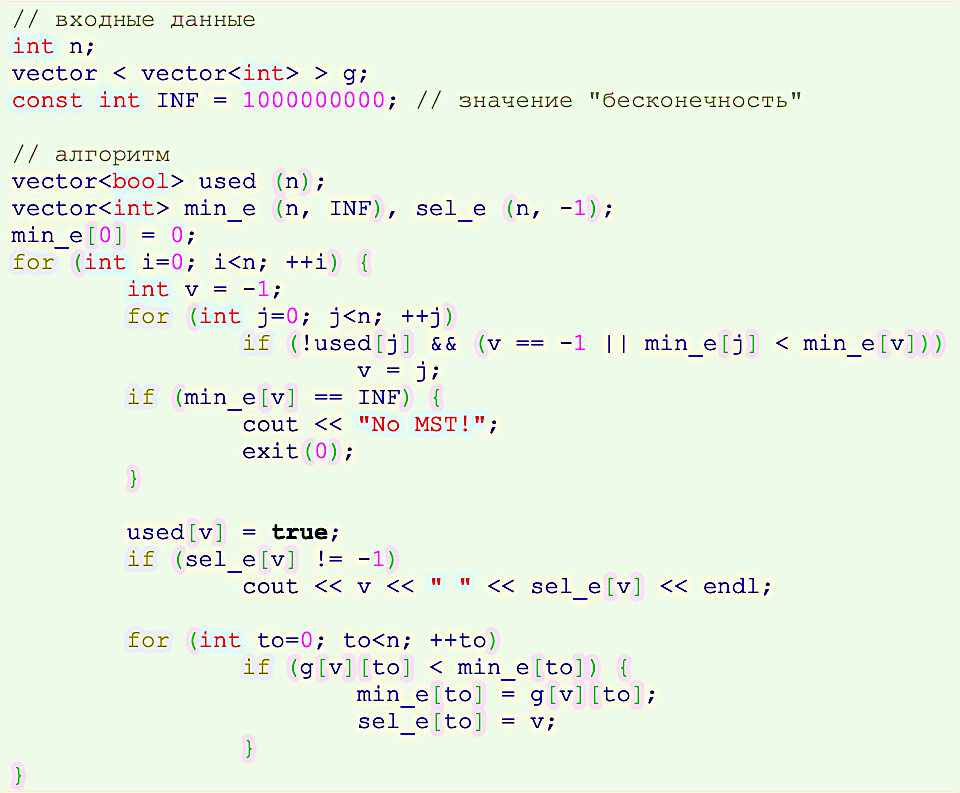 // входные данные
int n;
vector < vector<int> > g;
const int INF = 1000000000; // значение "бесконечность"

// алгоритм
vector<bool> used (n);
vector<int> min_e (n, INF), sel_e (n, -1);
min_e[0] = 0;
for (int i=0; i<n; ++i) {
	int v = -1;
	for (int j=0; j<n; ++j)
		if (!used[j] && (v == -1 || min_e[j] < min_e[v]))
			v = j;
	if (min_e[v] == INF) {
		cout << "No MST!";
		exit(0);
	}

	used[v] = true;
	if (sel_e[v] != -1)
		cout << v << " " << sel_e[v] << endl;

	for (int to=0; to<n; ++to)
		if (g[v][to] < min_e[to]) {
			min_e[to] = g[v][to];
			sel_e[to] = v;
		}
}